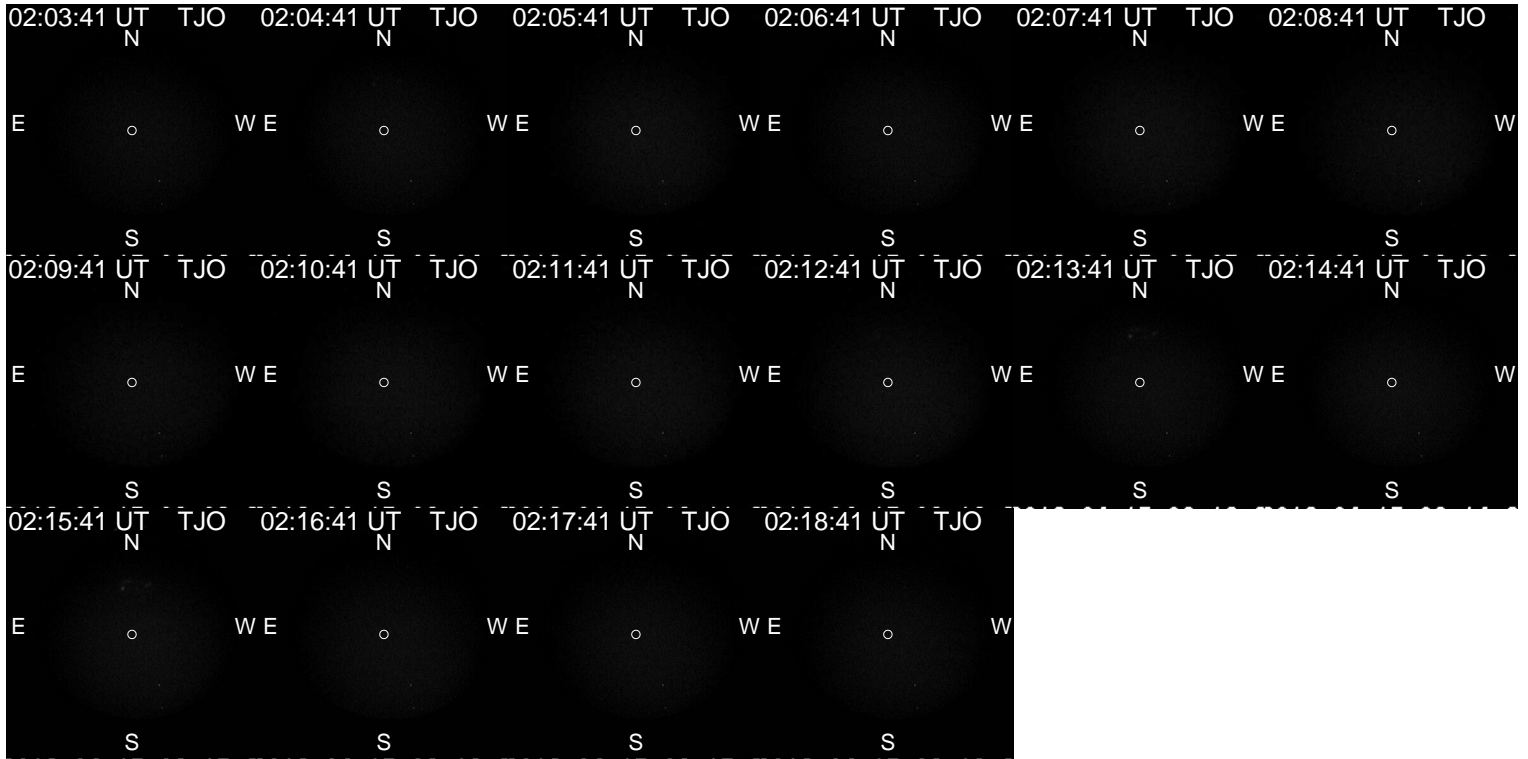 02:03:41 UT TJO 02:04:41 UT TJO 02:05:41 UT TJO 02:06:41 UT TJO 02:07:41 UT TJO 02:08:41 UT TJO
N N N N N N
E W E W E W E W E W E W
S S S S S S
02:09:41 UT TJO 02:10:41 UT TJO 02:11:41 UT TJO 02:12:41 UT TJO 02:13:41 UT TJO 02:14:41 UT TJO
N N N N N N
E W E W E W E W E W E W
S S S S S S
02:15:41 UT TJO 02:16:41 UT TJO 02:17:41 UT TJO 02:18:41 UT TJO
N N N N
E W E W E W E W
S S S S